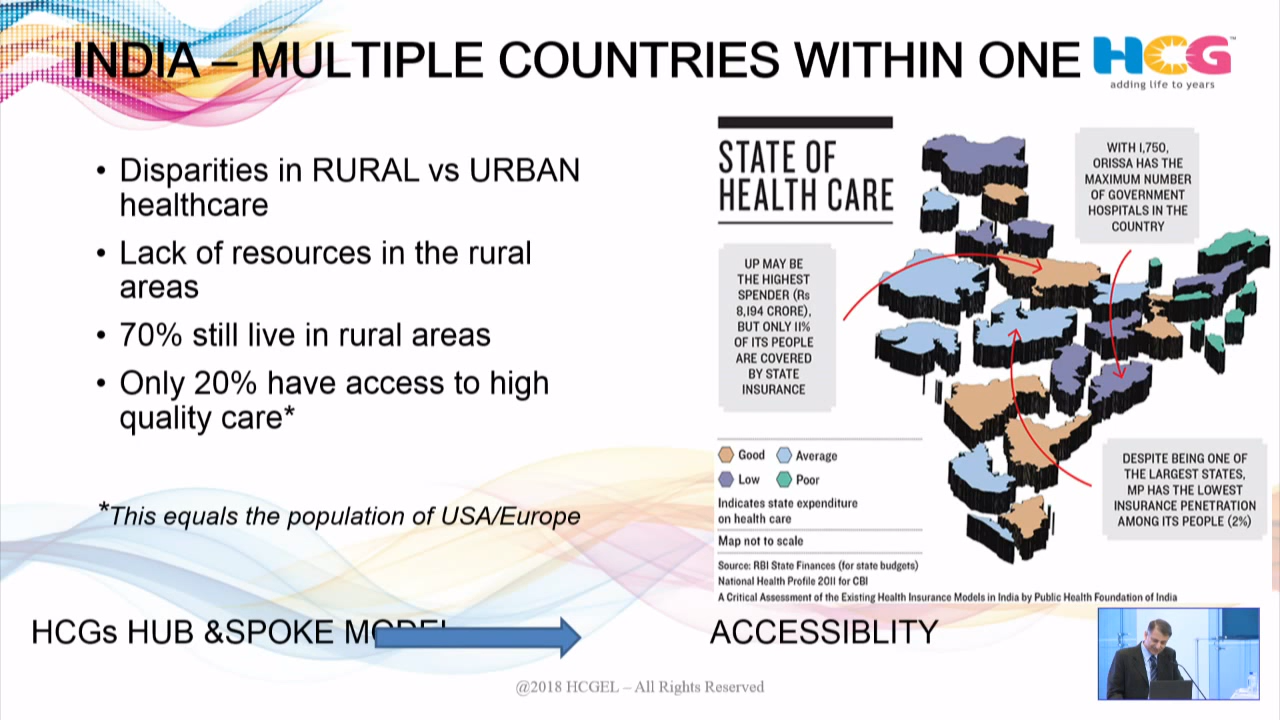 INDIA – MULTIPLE COUNTRIES WITHIN ONE
HCG™
adding life to years
• Disparities in RURAL vs URBAN
healthcare
• Lack of resources in the rural
areas
• 70% still live in rural areas
• Only 20% have access to high
quality care*
*This equals the population of USA/Europe
STATE OF
HEALTH CARE
WITH 1,750,
ORISSA HAS THE
MAXIMUM NUMBER
OF GOVERNMENT
HOSPITALS IN THE
COUNTRY
UP MAY BE
THE HIGHEST
SPENDER (Rs
8,194 CRORE),
BUT ONLY 11%
OF ITS PEOPLE
ARE COVERED
BY STATE
INSURANCE
Good Average
Low Poor
Indicates state expenditure
on health care
Map not to scale
DESPITE BEING ONE OF
THE LARGEST STATES,
MP HAS THE LOWEST
INSURANCE PENETRATION
AMONG ITS PEOPLE (2%)
Source: RBI State Finances (for state budgets)
National Health Profile 2011 for CBI
A Critical Assessment of the Existing Health Insurance Models in India by Public Health Foundation of India
HCGs HUB &SPOKE MODEL
ACCESSIBLITY
@2018 HCGEL – All Rights Reserved